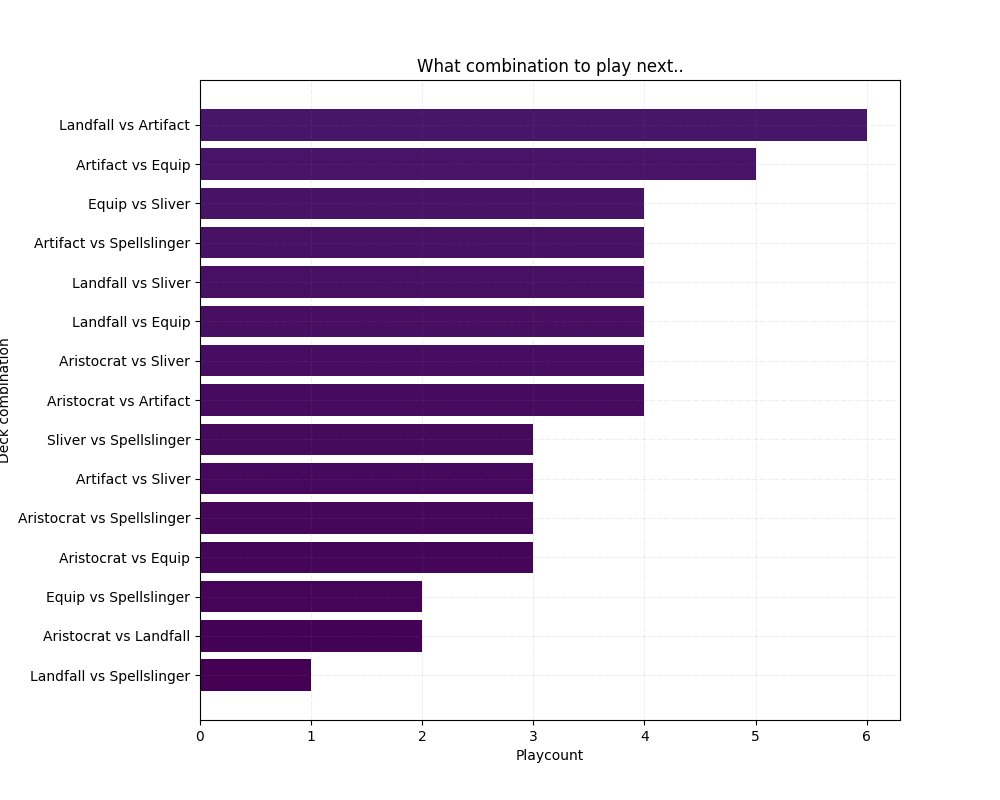 What combination to play next..
Landfall vs Artifact
Artifact vs Equip
Equip vs Sliver
Artifact vs Spellslinger
Landfall vs Sliver
Landfall vs Equip
Aristocrat vs Sliver
Aristocrat vs Artifact
Sliver vs Spellslinger
Artifact vs Sliver
Aristocrat vs Spellslinger
Aristocrat vs Equip
Equip vs Spellslinger
Aristocrat vs Landfall
Landfall vs Spellslinger
Deck combination
0 1 2 3 4 5 6
Playcount